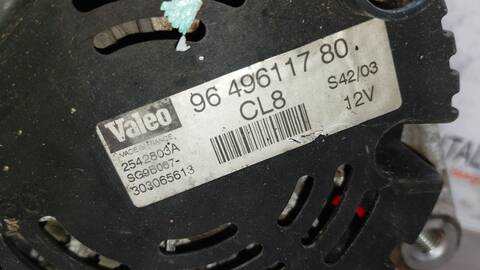 Valeo
96 496117 80.
CL8
S42/03
12V
MADE IN FRANCE
2542803A
SG9B067-
303065613